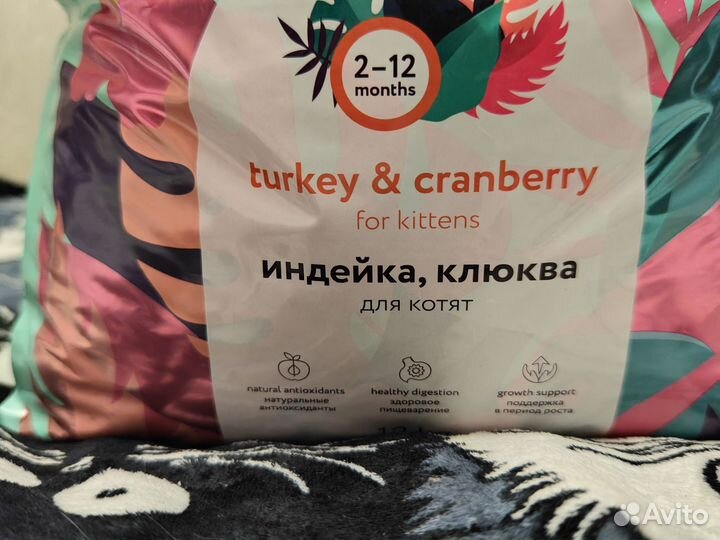 2–12
months
turkey & cranberry
for kittens
индейка, клюква
для котят
natural antioxidants
натуральные
антиоксиданты
healthy digestion
здоровое
пищеварение
growth support
поддержка
в период роста
Avito